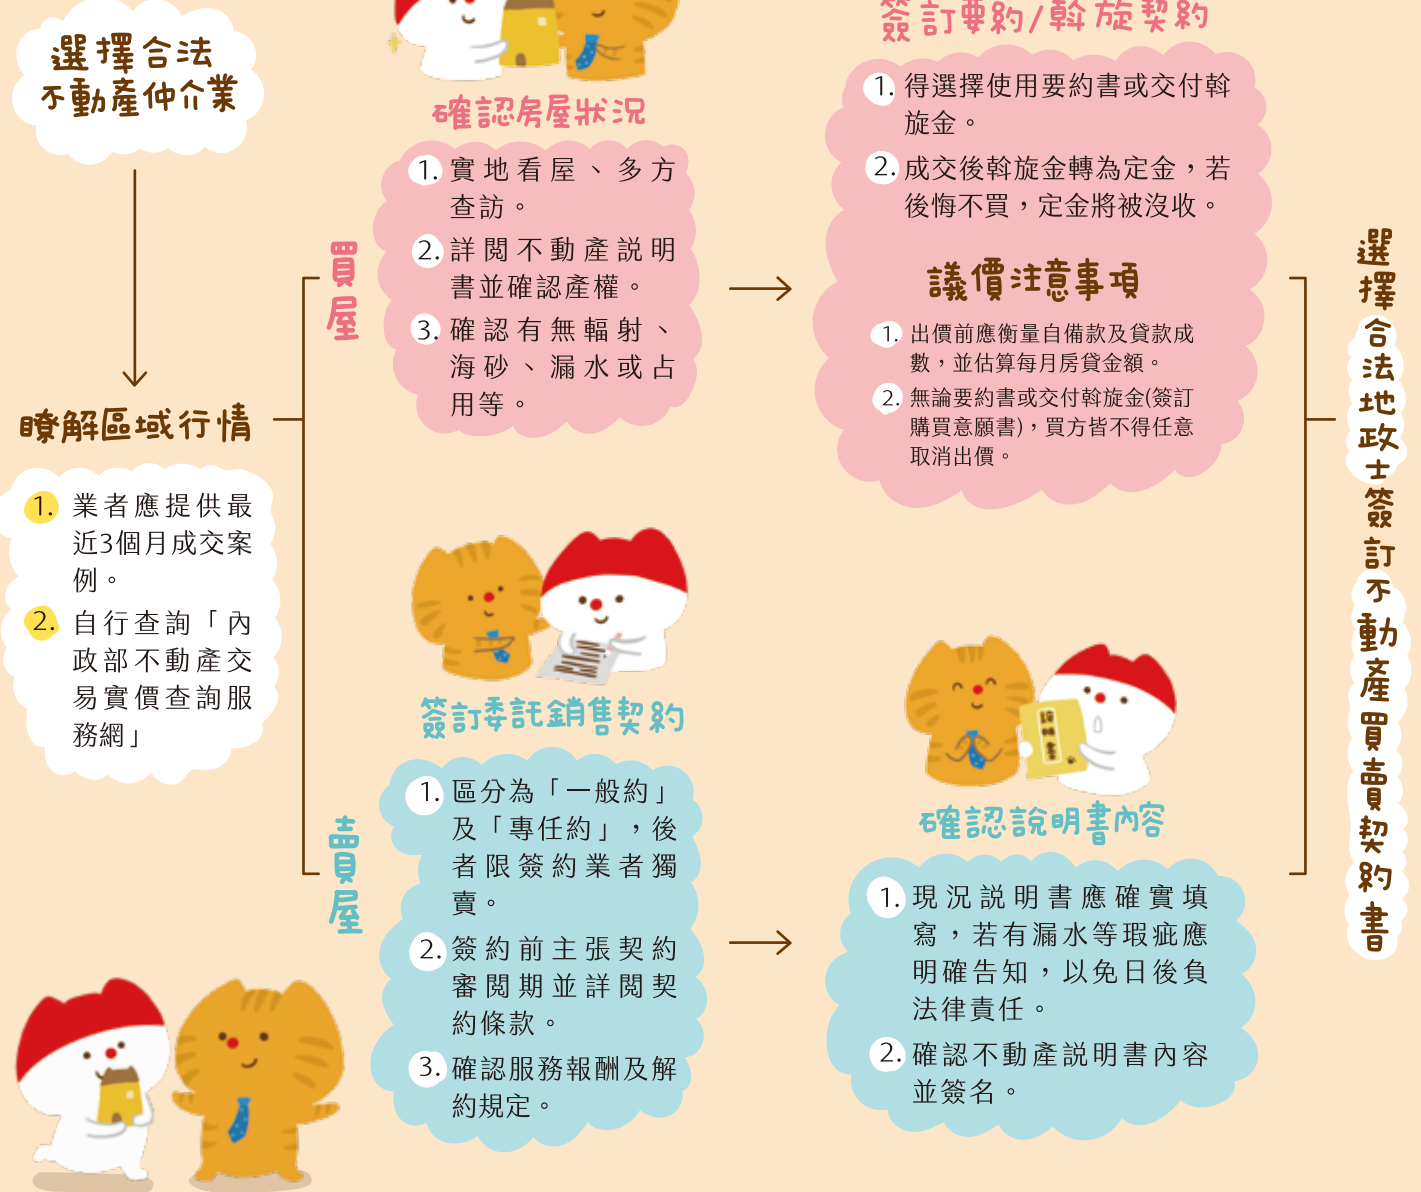 選擇合法
不動產仲介業
瞭解區域行情
1. 業者應提供最
近3個月成交案
例。
2. 自行查詢「內
政部不動產交
易實價查詢服
務網」
買屋
確認房屋狀況
1. 實地看屋、多方
查訪。
2. 詳閱不動產說明
書並確認產權。
3. 確認有無輻射、
海砂、漏水或占
用等。
簽訂要約/斡旋契約
1. 得選擇使用要約書或交付斡
旋金。
2. 成交後斡旋金轉為定金，若
後悔不買，定金將被沒收。
議價注意事項
1. 出價前應衡量自備款及貸款成
數，並估算每月房貸金額。
2. 無論要約書或交付斡旋金(簽訂
購買意願書)，買方皆不得任意
取消出價。
賣屋
簽訂委託銷售契約
1. 區分為「一般約」
及「專任約」，後
者限簽約業者獨
賣。
2. 簽約前主張契約
審閱期並詳閱契
約條款。
3. 確認服務報酬及解
約規定。
確認說明書內容
1. 現況說明書應確實填
寫，若有漏水等瑕疵應
明確告知，以免日後負
法律責任。
2. 確認不動產說明書內容
並簽名。
選擇合法地政士簽訂不動產買賣契約書